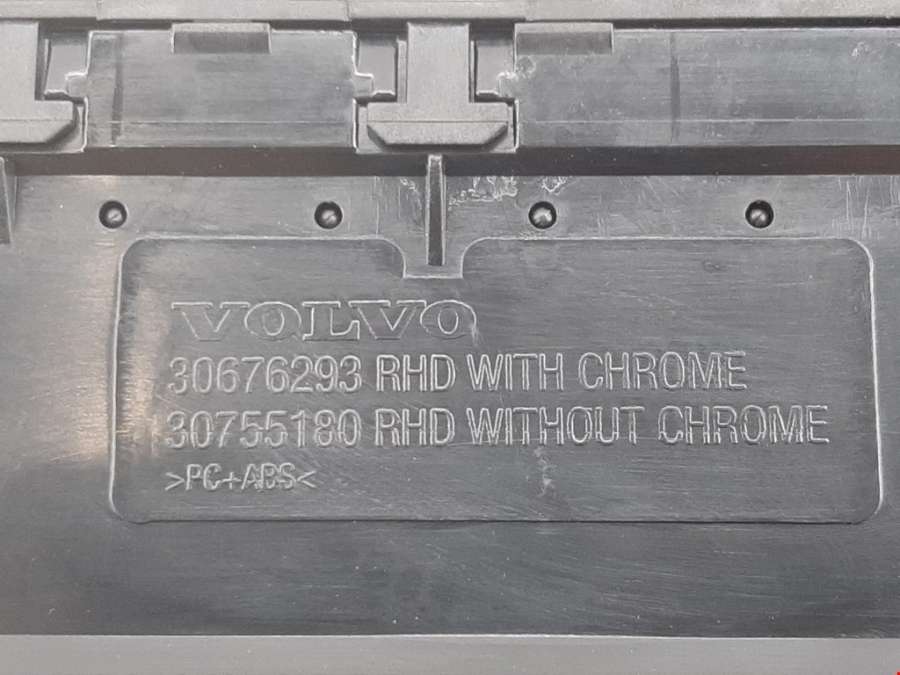 VOLVO
30676293 RHD WITH CHROME
30755180 RHD WITHOUT CHROME
>PC+ABS<